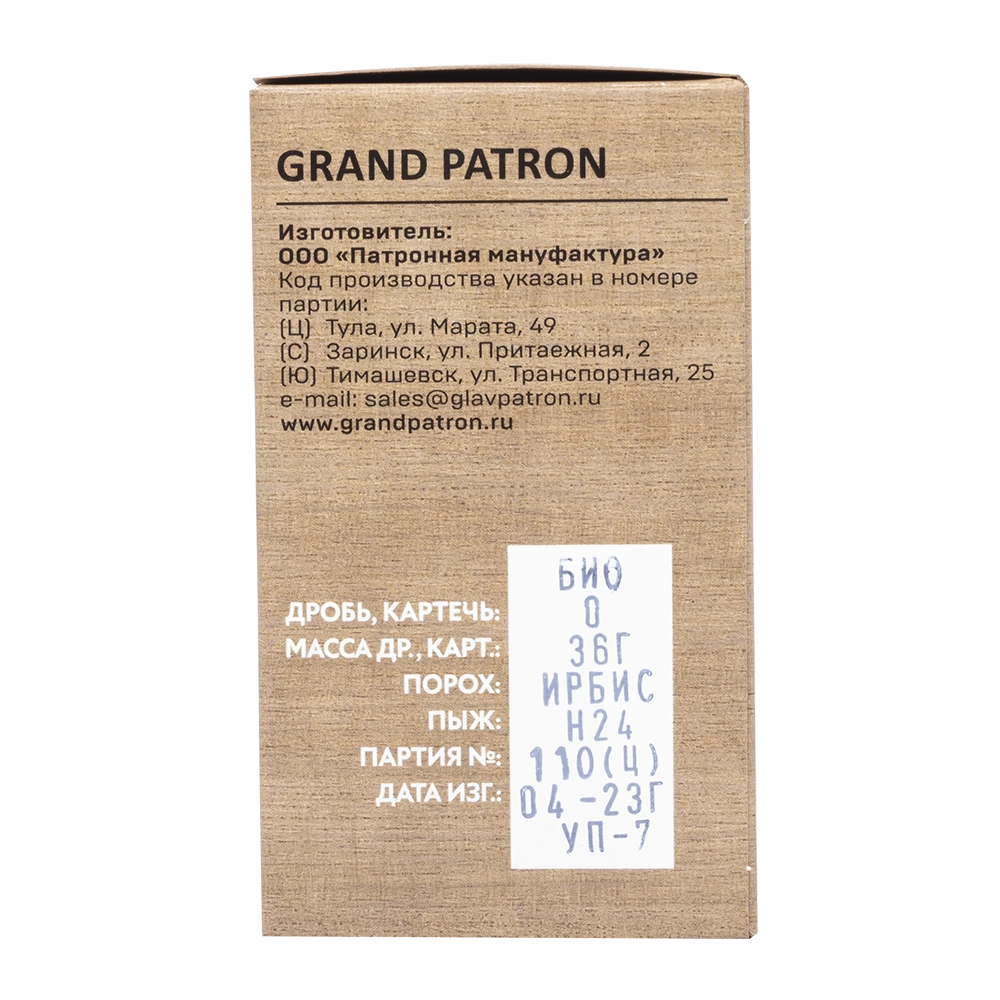 GRAND PATRON
Изготовитель:
ООО «Патронная мануфактура»
Код производства указан в номере
партии:
(Ц) Тула, ул. Марата, 49
(С) Заринск, ул. Притаежная, 2
(Ю) Тимашевск, ул. Транспортная, 25
e-mail: sales@glavpatron.ru
www.grandpatron.ru
БИО
ДРОБЬ, КАРТЕЧЬ: 0
МАССА ДР., КАРТ.: 36Г
ПОРОХ: ИРБИС
ПЫЖ: Н24
ПАРТИЯ №: 110(Ц)
ДАТА ИЗГ.: 04-23Г
УП-7